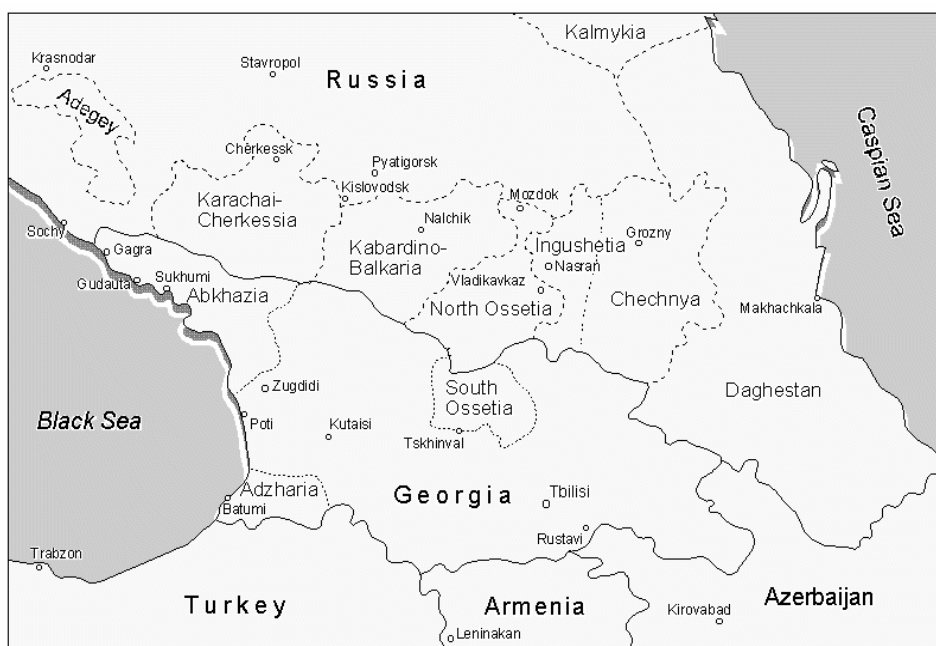 Kalmykia
Krasnodar
Stavropol
Russia
Adegey
Caspian Sea
Cherkessk
Pyatigorsk
Kislovodsk
Karachai-
Cherkessia
Mozdok
Nalchik
Ingushetia
Grozny
Sochy
Gagra
Kabardino-
Balkaria
Nasran
Gudauta
Sukhumi
Abkhazia
Vladikavkaz
North Ossetia
Chechnya
Makhachkala
Zugdidi
South
Ossetia
Daghestan
Black Sea
Poti
Kutaisi
Tskhinval
Adzharia
Georgia
Tbilisi
Batumi
Rustavi
Trabzon
Turkey
Armenia
Kirovabad
Azerbaijan
Leninakan